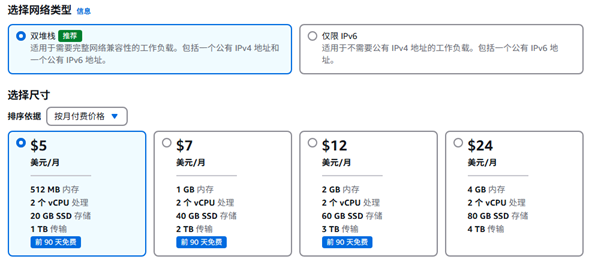 选择网络类型 信息
双堆栈 推荐
适用于需要完整网络兼容性的工作负载。包括一个公有 IPv4 地址和
一个公有 IPv6 地址。
仅限 IPv6
适用于不需要公有 IPv4 地址的工作负载。包括一个公有 IPv6 地
址。
选择尺寸
排序依据 按月付费价格
$5
美元/月
512 MB 内存
2 个 vCPU 处理
20 GB SSD 存储
1 TB 传输
前 90 天免费
$7
美元/月
1 GB 内存
2 个 vCPU 处理
40 GB SSD 存储
2 TB 传输
前 90 天免费
$12
美元/月
2 GB 内存
2 个 vCPU 处理
60 GB SSD 存储
3 TB 传输
前 90 天免费
$24
美元/月
4 GB 内存
2 个 vCPU 处理
80 GB SSD 存储
4 TB 传输